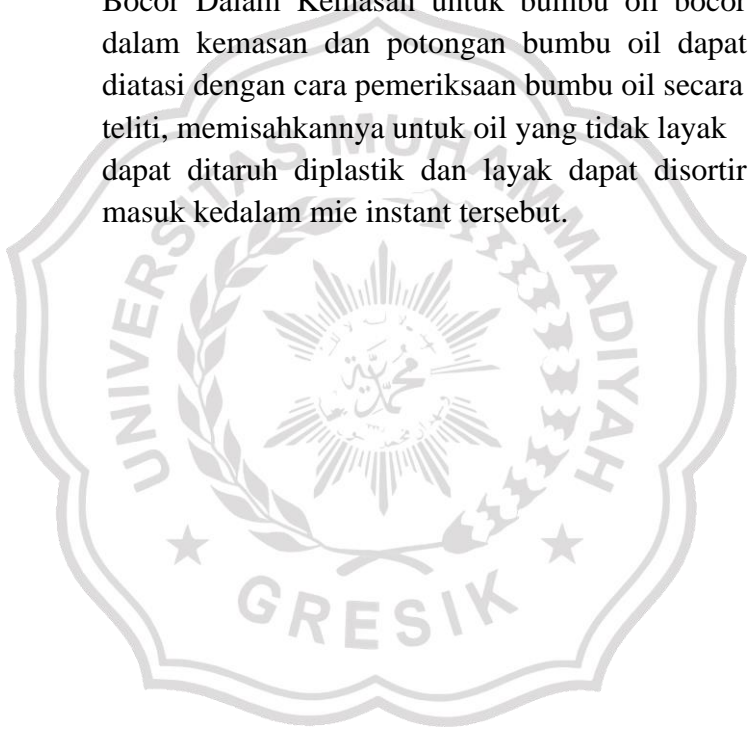 Bocor Dalam Kemasan untuk bumbu oil bocor
dalam kemasan dan potongan bumbu oil dapat
diatasi dengan cara pemeriksaan bumbu oil secara
teliti, memisahkannya untuk oil yang tidak layak
dapat ditaruh diplastik dan layak dapat disortir
masuk kedalam mie instant tersebut.
UNIVERSITAS MUHAMMADIYAH
GRESIK